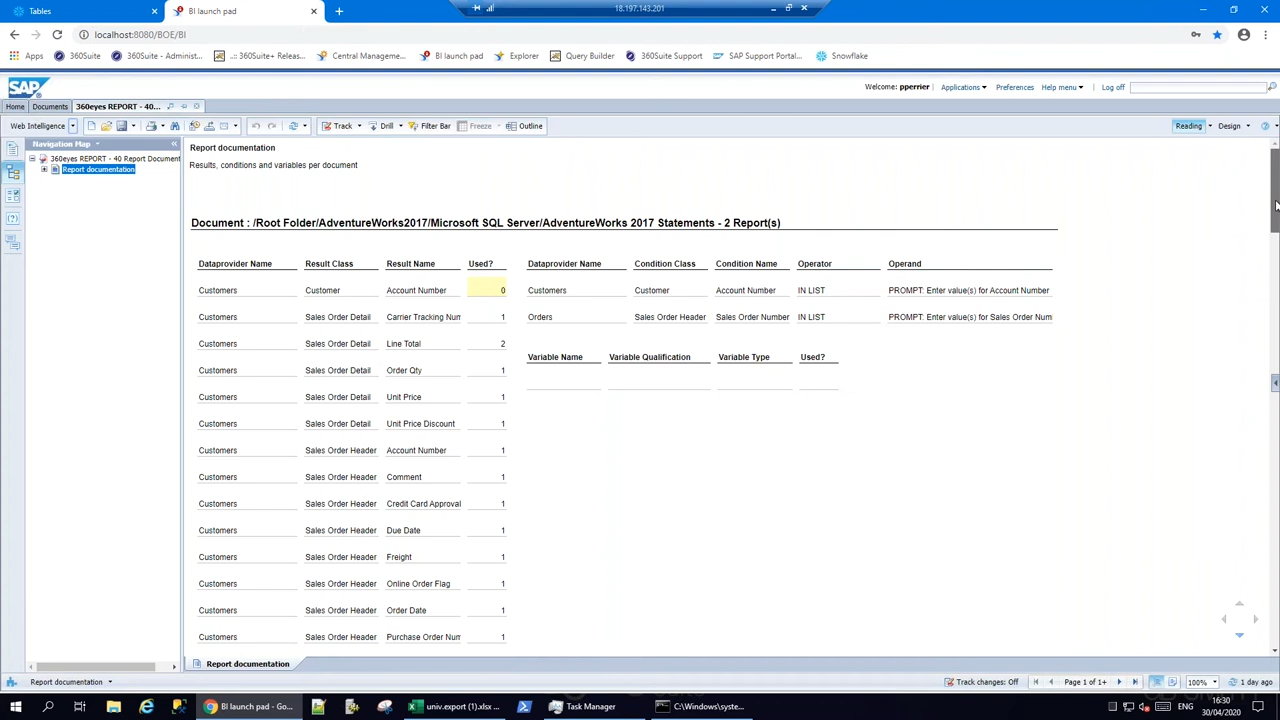 Tables
BI launch pad
18.197.143.201
localhost:8080/BOE/BI
Apps 360Suite 360Suite - Administ... .:: 360Suite+ Releas... Central Manageme... BI launch pad Explorer Query Builder 360Suite Support SAP Support Portal... Snowflake
SAP
Welcome: pperrier Applications Preferences Help menu Log off
Home Documents 360eyes REPORT - 40...
Web Intelligence Track Drill Filter Bar Freeze Outline Reading Design
Navigation Map
360eyes REPORT - 40 Report Document
Report documentation
Report documentation
Results, conditions and variables per document
Document : /Root Folder/AdventureWorks2017/Microsoft SQL Server/AdventureWorks 2017 Statements - 2 Report(s)
Dataprovider Name Result Class Result Name Used? Dataprovider Name Condition Class Condition Name Operator Operand
Customers Customer Account Number 0 Customers Customer Account Number IN LIST PROMPT: Enter value(s) for Account Number
Customers Sales Order Detail Carrier Tracking Num 1 Orders Sales Order Header Sales Order Number IN LIST PROMPT: Enter value(s) for Sales Order Num
Customers Sales Order Detail Line Total 2
Variable Name Variable Qualification Variable Type Used?
Customers Sales Order Detail Order Qty 1
Customers Sales Order Detail Unit Price 1
Customers Sales Order Detail Unit Price Discount 1
Customers Sales Order Header Account Number 1
Customers Sales Order Header Comment 1
Customers Sales Order Header Credit Card Approval 1
Customers Sales Order Header Due Date 1
Customers Sales Order Header Freight 1
Customers Sales Order Header Online Order Flag 1
Customers Sales Order Header Order Date 1
Customers Sales Order Header Purchase Order Num 1
Report documentation
Report documentation Track changes: Off Page 1 of 1+ 100% 1 day ago
BI launch pad - Go... univ.export (1).xlsx ... Task Manager C:\Windows\syste... ENG 16:30
30/04/2020